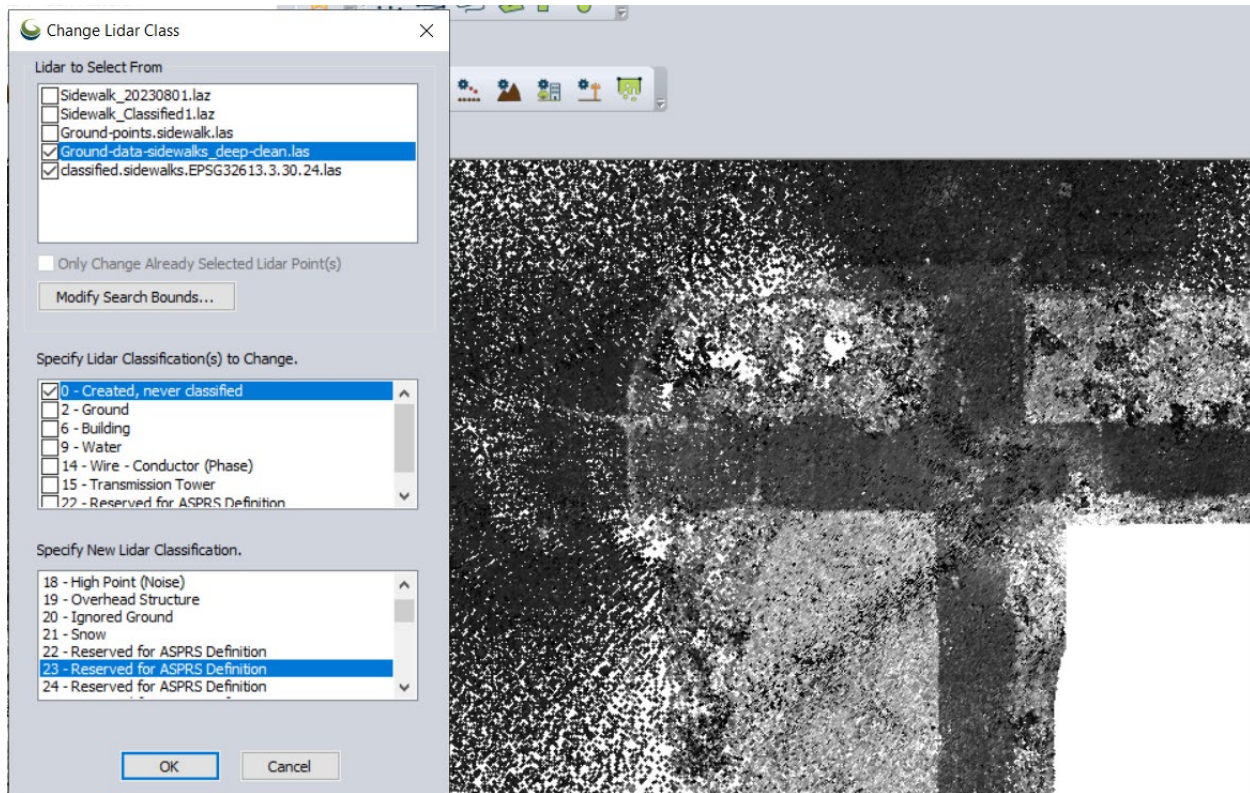 Change Lidar Class
Lidar to Select From
Sidewalk_20230801.laz
Sidewalk_Classified1.laz
Ground-points.sidewalk.las
Ground-data-sidewalks_deep-clean.las
classified.sidewalks.EPSG32613.3.30.24.las
Only Change Already Selected Lidar Point(s)
Modify Search Bounds...
Specify Lidar Classification(s) to Change.
0 - Created, never classified
2 - Ground
6 - Building
9 - Water
14 - Wire - Conductor (Phase)
15 - Transmission Tower
22 - Reserved for ASPRS Definition
Specify New Lidar Classification.
18 - High Point (Noise)
19 - Overhead Structure
20 - Ignored Ground
21 - Snow
22 - Reserved for ASPRS Definition
23 - Reserved for ASPRS Definition
24 - Reserved for ASPRS Definition
OK
Cancel